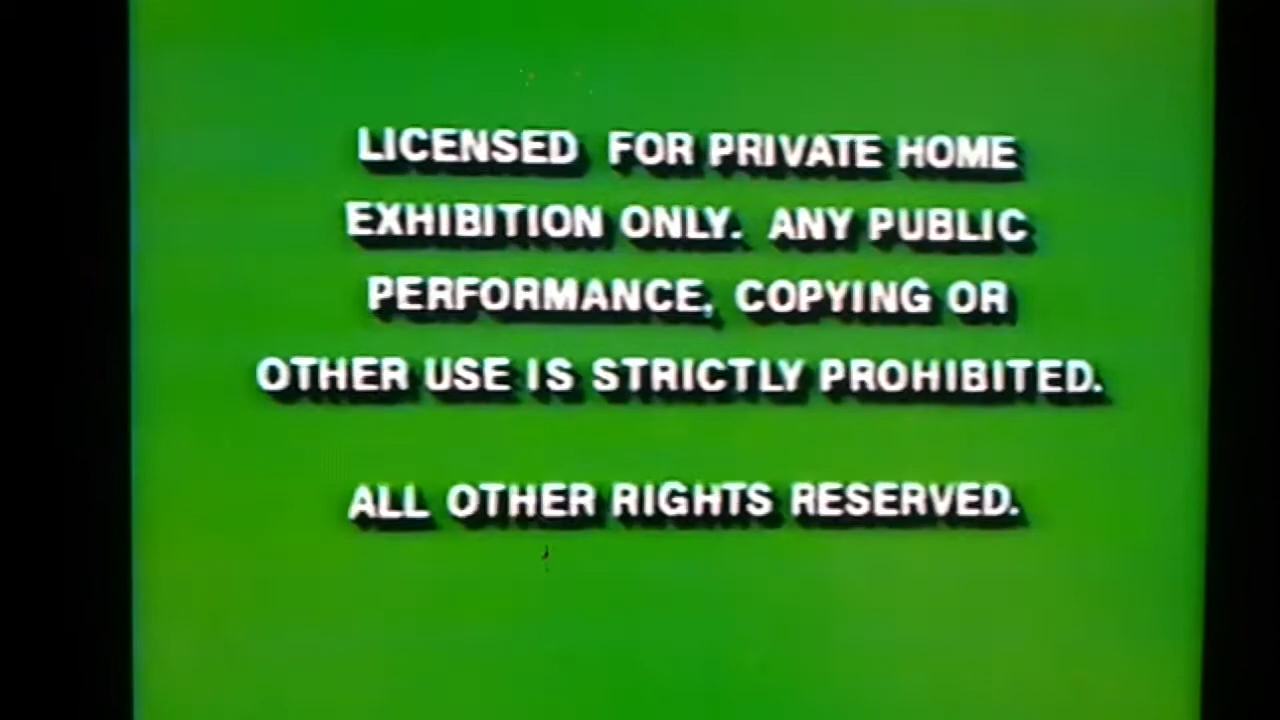 LICENSED FOR PRIVATE HOME
EXHIBITION ONLY. ANY PUBLIC
PERFORMANCE, COPYING OR
OTHER USE IS STRICTLY PROHIBITED.
ALL OTHER RIGHTS RESERVED.